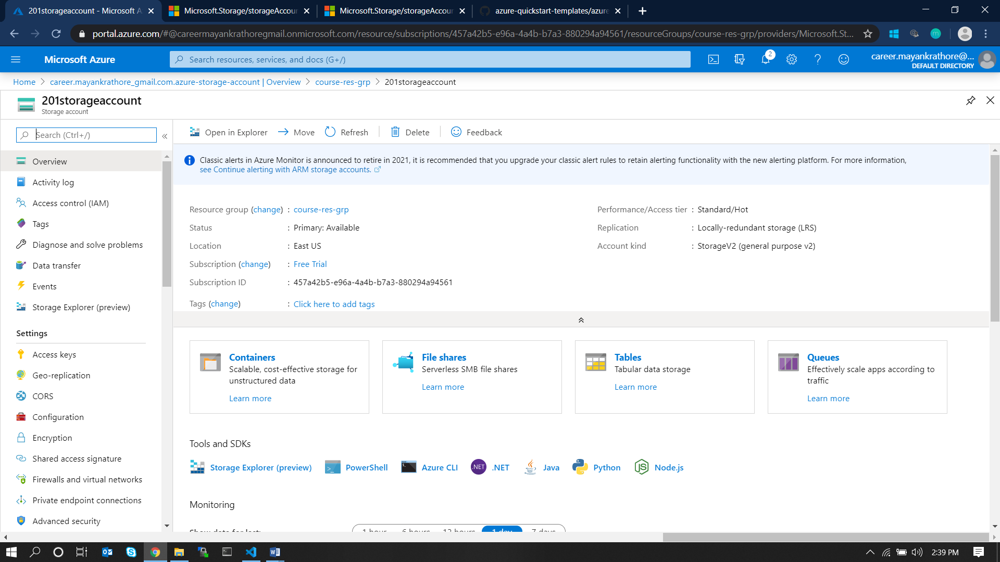 201storageaccount - Microsoft A
Microsoft.Storage/storageAccoun
Microsoft.Storage/storageAccoun
azure-quickstart-templates/azure
portal.azure.com/#@careermayankrathoregmail.onmicrosoft.com/resource/subscriptions/457a42b5-e96a-4a4b-b7a3-880294a94561/resourceGroups/course-res-grp/providers/Microsoft.St...
Microsoft Azure
Search resources, services, and docs (G+/)
2
career.mayankrathore@...
DEFAULT DIRECTORY
Home > career.mayankrathore_gmail.com.azure-storage-account | Overview > course-res-grp > 201storageaccount
201storageaccount
Storage account
Search (Ctrl+/)
Overview
Activity log
Access control (IAM)
Tags
Diagnose and solve problems
Data transfer
Events
Storage Explorer (preview)
Settings
Access keys
Geo-replication
CORS
Configuration
Encryption
Shared access signature
Firewalls and virtual networks
Private endpoint connections
Advanced security
Open in Explorer Move Refresh Delete Feedback
Classic alerts in Azure Monitor is announced to retire in 2021, it is recommended that you upgrade your classic alert rules to retain alerting functionality with the new alerting platform. For more information,
see Continue alerting with ARM storage accounts.
Resource group (change) : course-res-grp
Status : Primary: Available
Location : East US
Subscription (change) : Free Trial
Subscription ID : 457a42b5-e96a-4a4b-b7a3-880294a94561
Tags (change) : Click here to add tags
Performance/Access tier : Standard/Hot
Replication : Locally-redundant storage (LRS)
Account kind : StorageV2 (general purpose v2)
Containers
Scalable, cost-effective storage for
unstructured data
Learn more
File shares
Serverless SMB file shares
Learn more
Tables
Tabular data storage
Learn more
Queues
Effectively scale apps according to
traffic
Learn more
Tools and SDKs
Storage Explorer (preview) PowerShell Azure CLI .NET .NET Java Python Node.js
Monitoring
Show data for last: 1 hour 6 hours 12 hours 1 day 7 days
2:39 PM